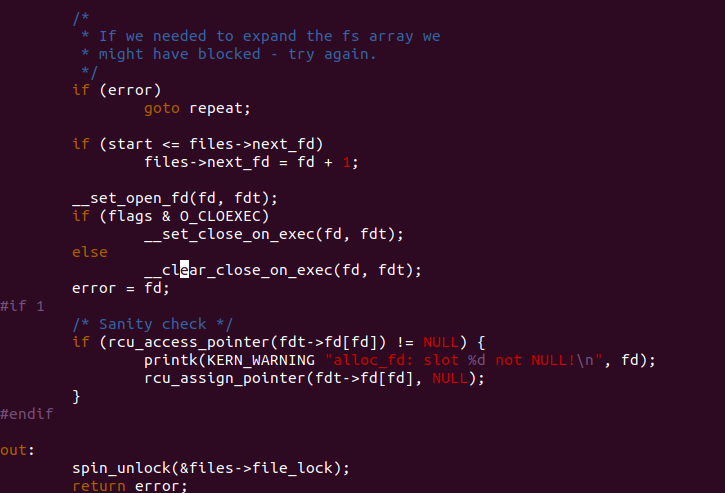 /*
 * If we needed to expand the fs array we
 * might have blocked - try again.
 */
if (error)
goto repeat;
if (start <= files->next_fd)
files->next_fd = fd + 1;
__set_open_fd(fd, fdt);
if (flags & O_CLOEXEC)
__set_close_on_exec(fd, fdt);
else
__clear_close_on_exec(fd, fdt);
error = fd;
#if 1
/* Sanity check */
if (rcu_access_pointer(fdt->fd[fd]) != NULL) {
printk(KERN_WARNING "alloc_fd: slot %d not NULL!\n", fd);
rcu_assign_pointer(fdt->fd[fd], NULL);
}
#endif
out:
spin_unlock(&files->file_lock);
return error;